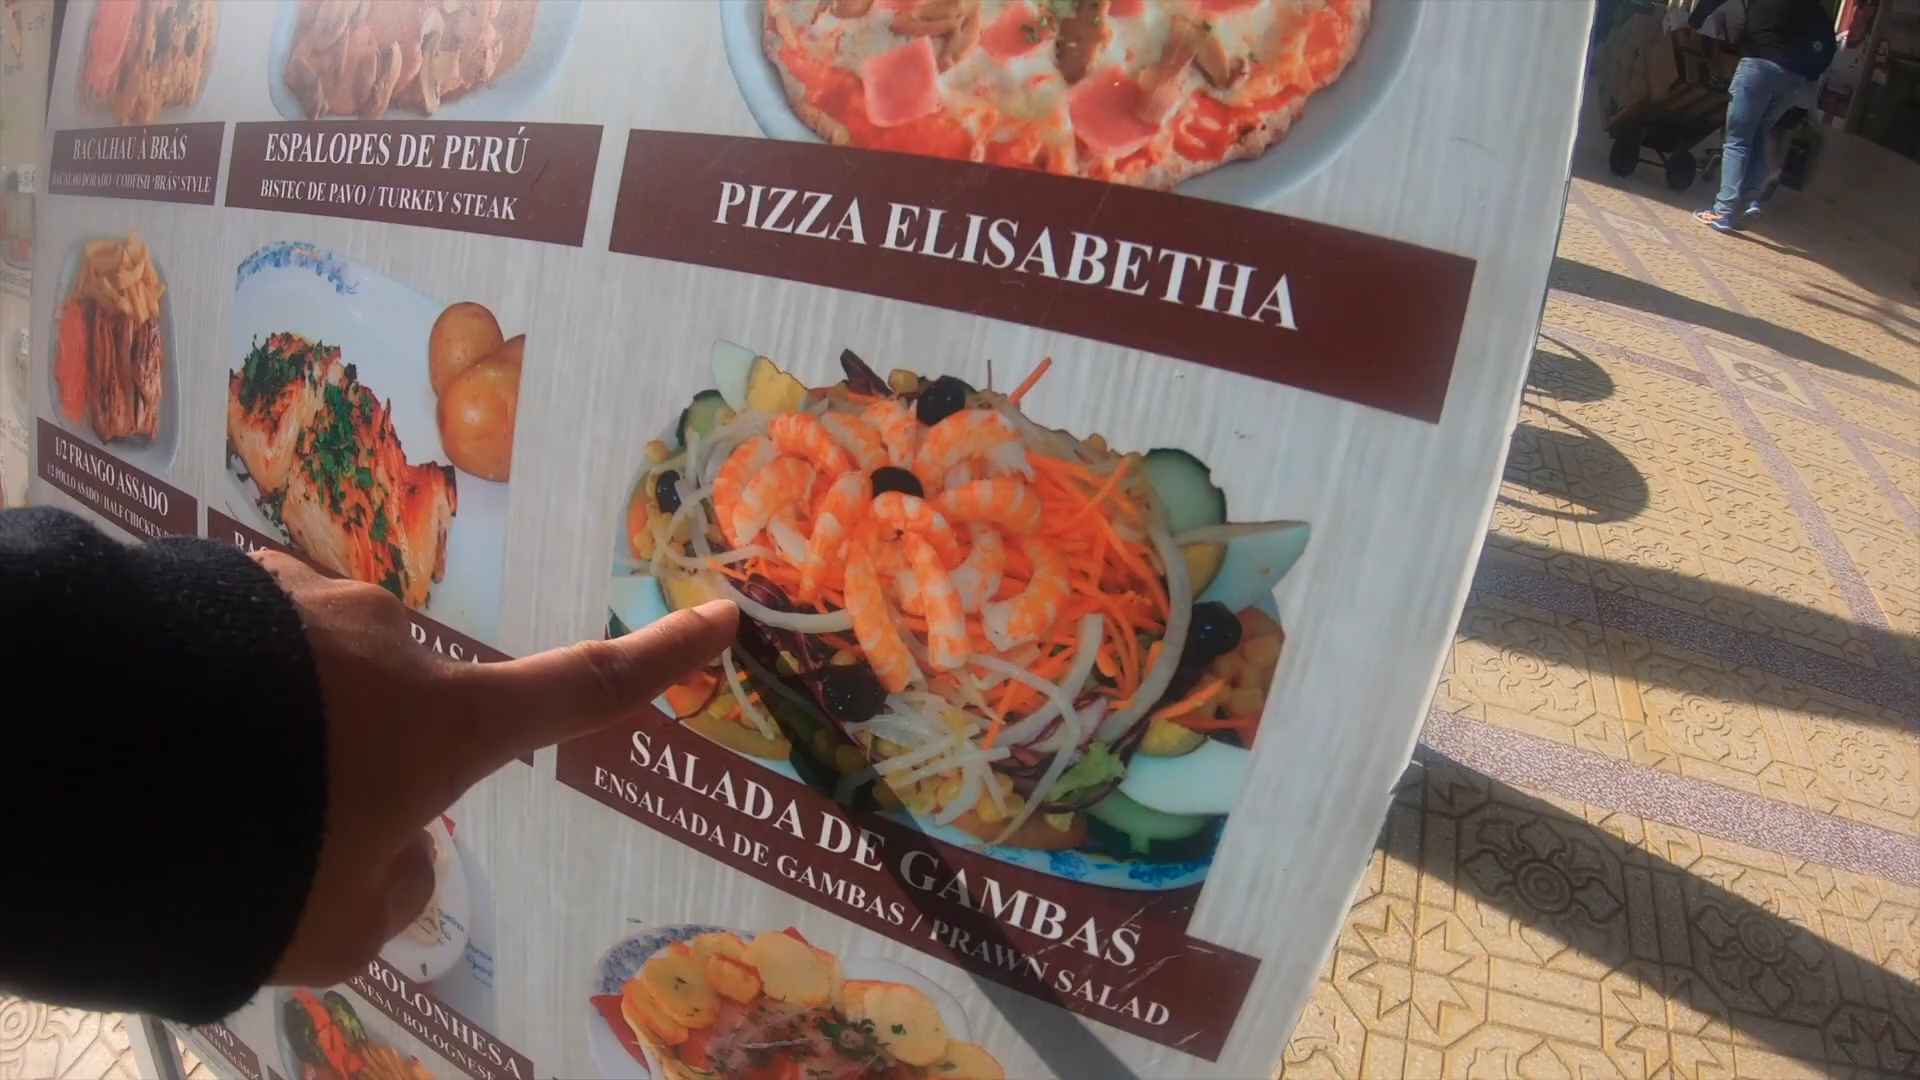 BACALHAU À BRÁS
BACALAO DORADO / CODFISH "BRÁS" STYLE
ESPALOPES DE PERÚ
BISTEC DE PAVO / TURKEY STEAK
PIZZA ELISABETHA
1/2 FRANGO ASSADO
1/2 POLLO ASADO / HALF CHICKEN
SALADA DE GAMBAS
ENSALADA DE GAMBAS / PRAWN SALAD
BOLONHESA
BOLOGNESE